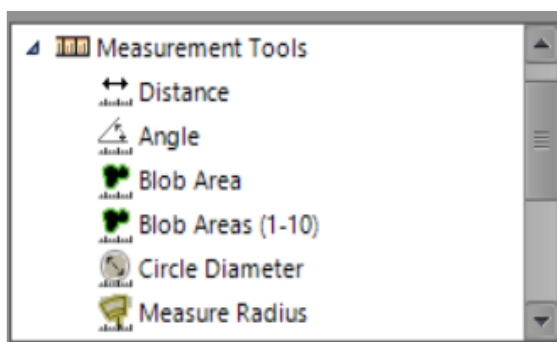 Measurement Tools
Distance
Angle
Blob Area
Blob Areas (1-10)
Circle Diameter
Measure Radius